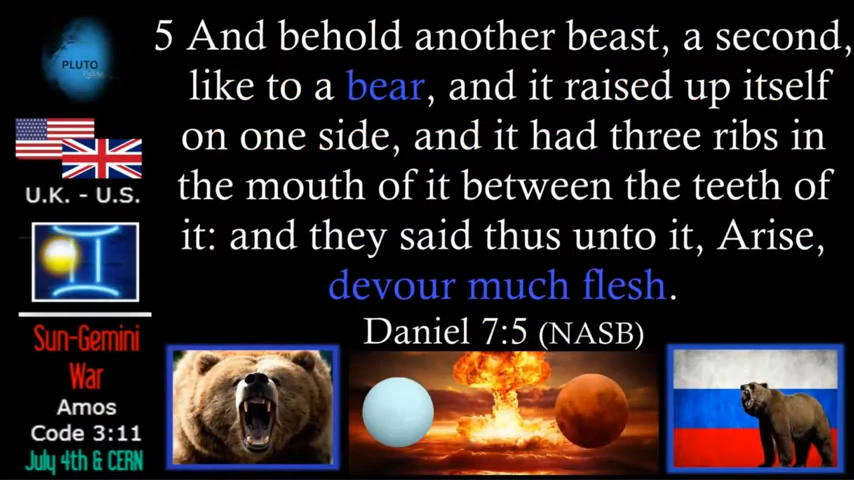 PLUTO
U.K. - U.S.
Sun-Gemini
War
Amos
Code 3:11
July 4th & CERN
5 And behold another beast, a second,
like to a bear, and it raised up itself
on one side, and it had three ribs in
the mouth of it between the teeth of
it: and they said thus unto it, Arise,
devour much flesh.
Daniel 7:5 (NASB)